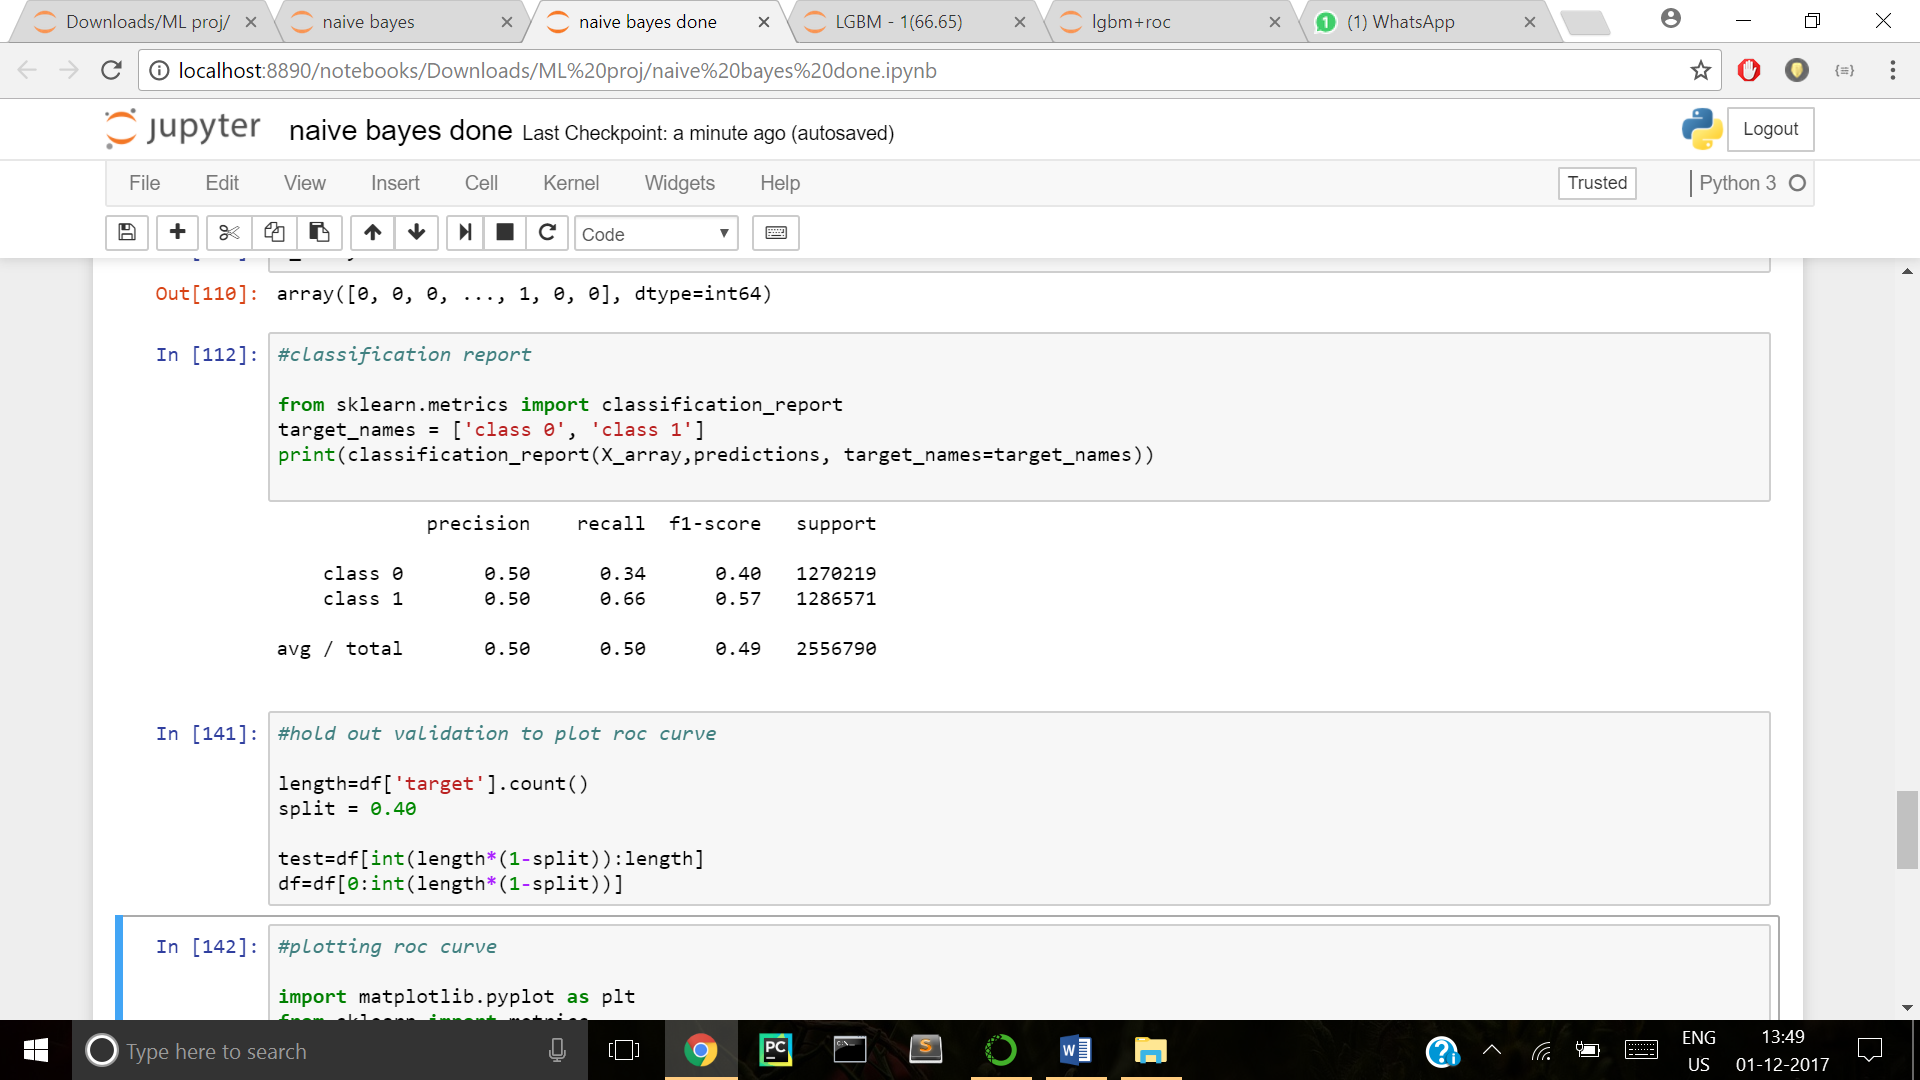 Downloads/ML proj/
naive bayes
naive bayes done
LGBM - 1(66.65)
lgbm+roc
(1) WhatsApp
localhost:8890/notebooks/Downloads/ML%20proj/naive%20bayes%20done.ipynb
jupyter naive bayes done Last Checkpoint: a minute ago (autosaved)
Logout
File Edit View Insert Cell Kernel Widgets Help
Trusted
Python 3
Code
Out[110]: array([0, 0, 0, ..., 1, 0, 0], dtype=int64)
In [112]: #classification report
from sklearn.metrics import classification_report
target_names = ['class 0', 'class 1']
print(classification_report(X_array,predictions, target_names=target_names))
precision recall f1-score support
class 0 0.50 0.34 0.40 1270219
class 1 0.50 0.66 0.57 1286571
avg / total 0.50 0.50 0.49 2556790
In [141]: #hold out validation to plot roc curve
length=df['target'].count()
split = 0.40
test=df[int(length*(1-split)):length]
df=df[0:int(length*(1-split))]
In [142]: #plotting roc curve
import matplotlib.pyplot as plt
from sklearn import metrics
Type here to search
ENG
US
13:49
01-12-2017